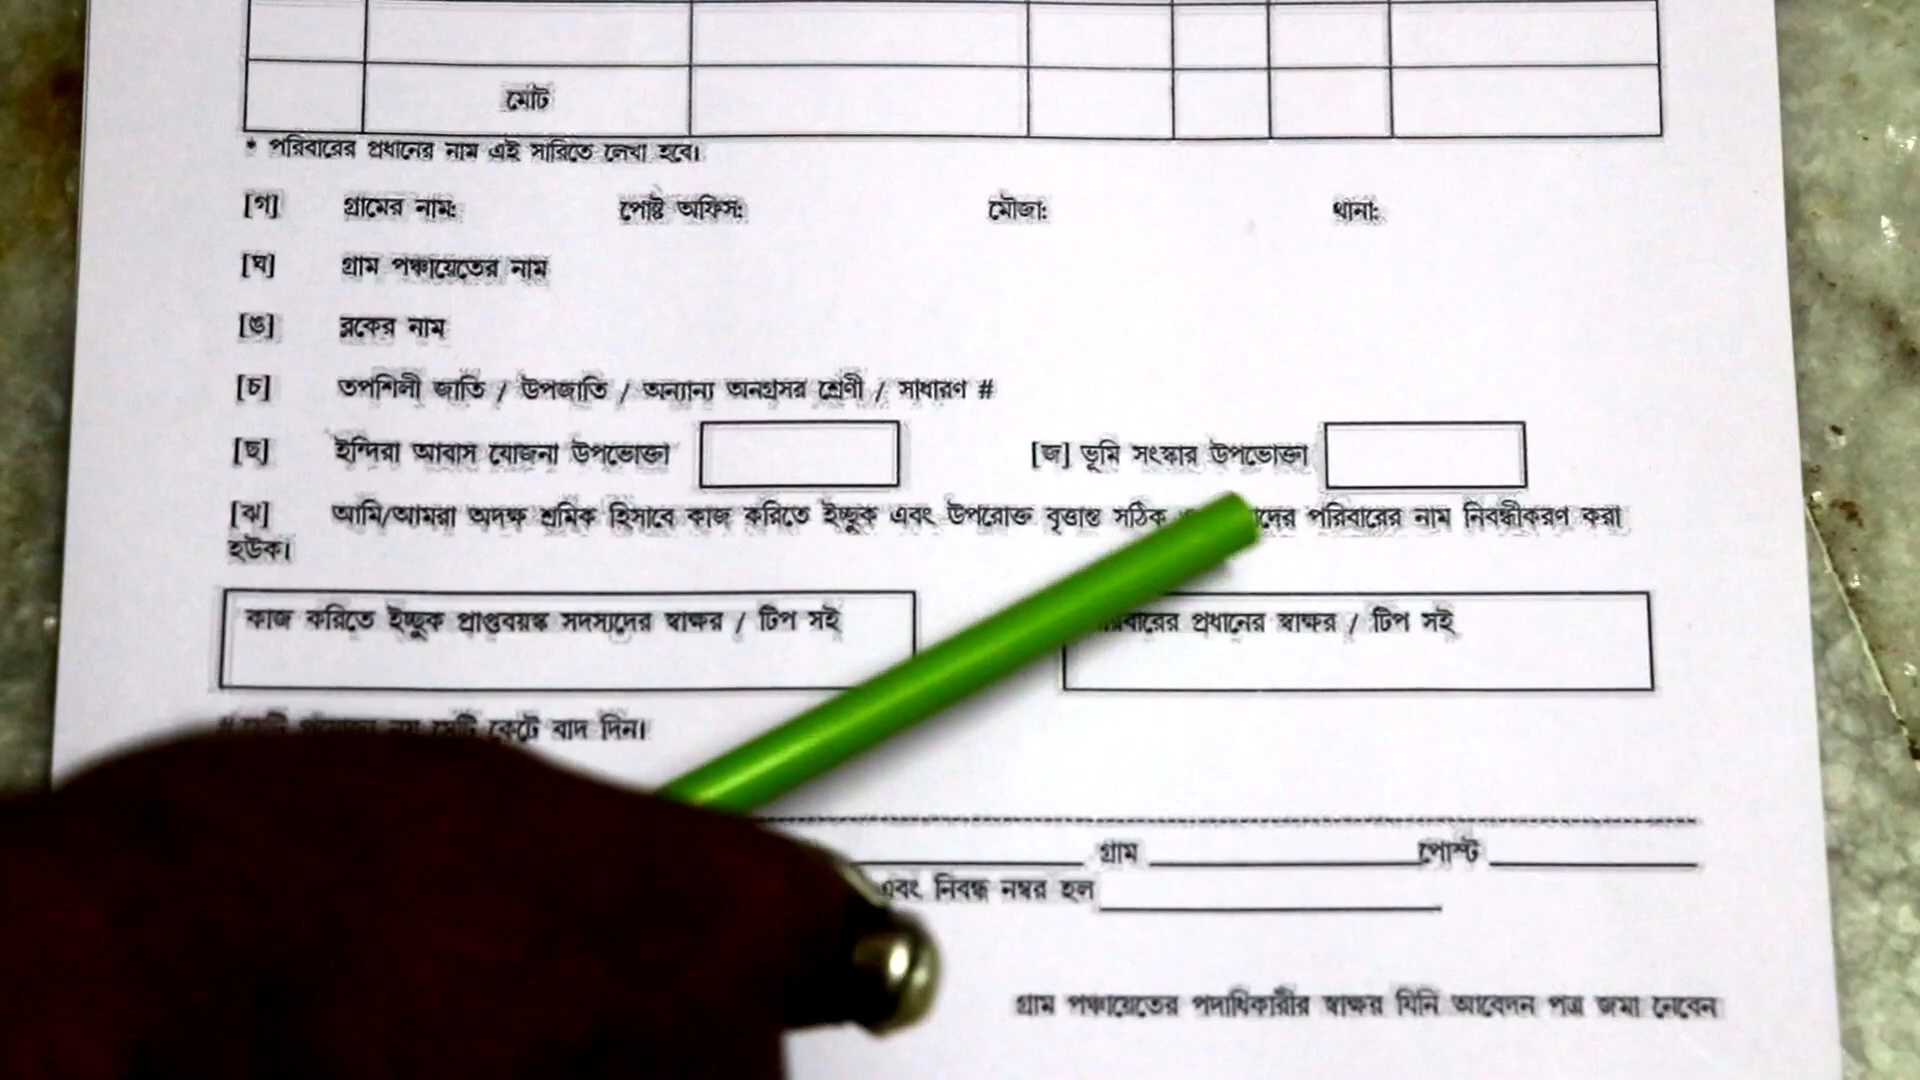 মোট
* পরিবারের প্রধানের নাম এই সারিতে লেখা হবে।
[গ] গ্রামের নাম: পোষ্ট অফিস: মৌজা: থানা:
[ঘ] গ্রাম পঞ্চায়েতের নাম
[ঙ] ব্লকের নাম
[চ] তপশিলী জাতি / উপজাতি / অন্যান্য অনগ্রসর শ্রেণী / সাধারণ #
[ছ] ইন্দিরা আবাস যোজনা উপভোক্তা [জ] ভূমি সংস্কার উপভোক্তা
[ঝ] আমি/আমরা অদক্ষ শ্রমিক হিসাবে কাজ করিতে ইচ্ছুক এবং উপরোক্ত বৃত্তান্ত সঠিক পরিবারের নাম নিবন্ধীকরণ করা
হউক।
কাজ করিতে ইচ্ছুক প্রাপ্তবয়স্ক সদস্যদের স্বাক্ষর / টিপ সই
প্রধানের স্বাক্ষর / টিপ সই
কেটে বাদ দিন।
গ্রাম পোস্ট
এবং নিবন্ধ নম্বর হল
গ্রাম পঞ্চায়েতের পদাধিকারীর স্বাক্ষর যিনি আবেদন পত্র জমা নেবেন